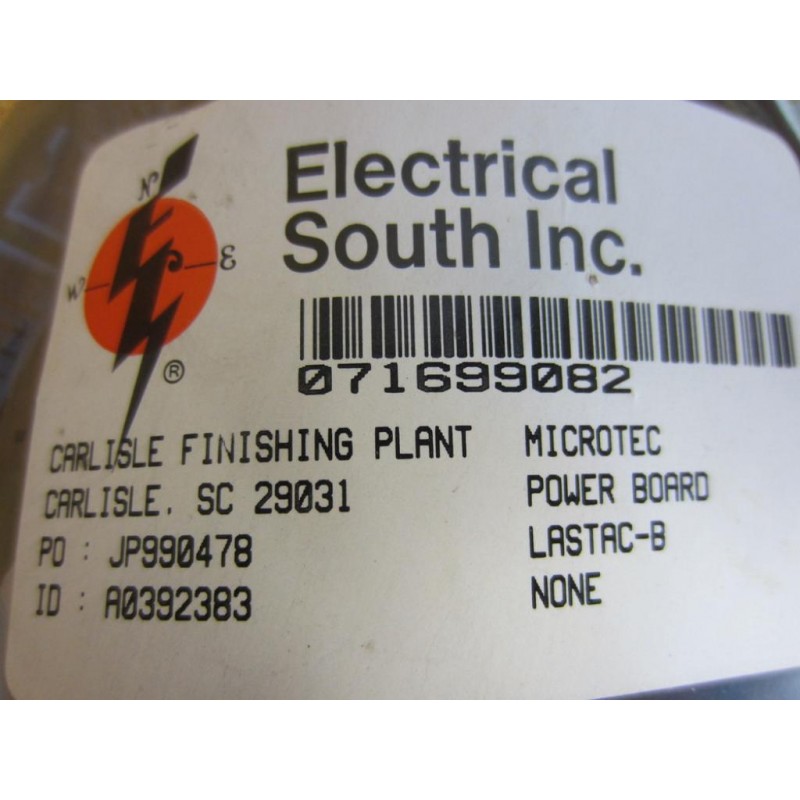 Electrical
South Inc.
N
W
E
®
071699082
CARLISLE FINISHING PLANT
CARLISLE, SC 29031
PO : JP990478
ID : A0392383
MICROTEC
POWER BOARD
LASTAC-B
NONE